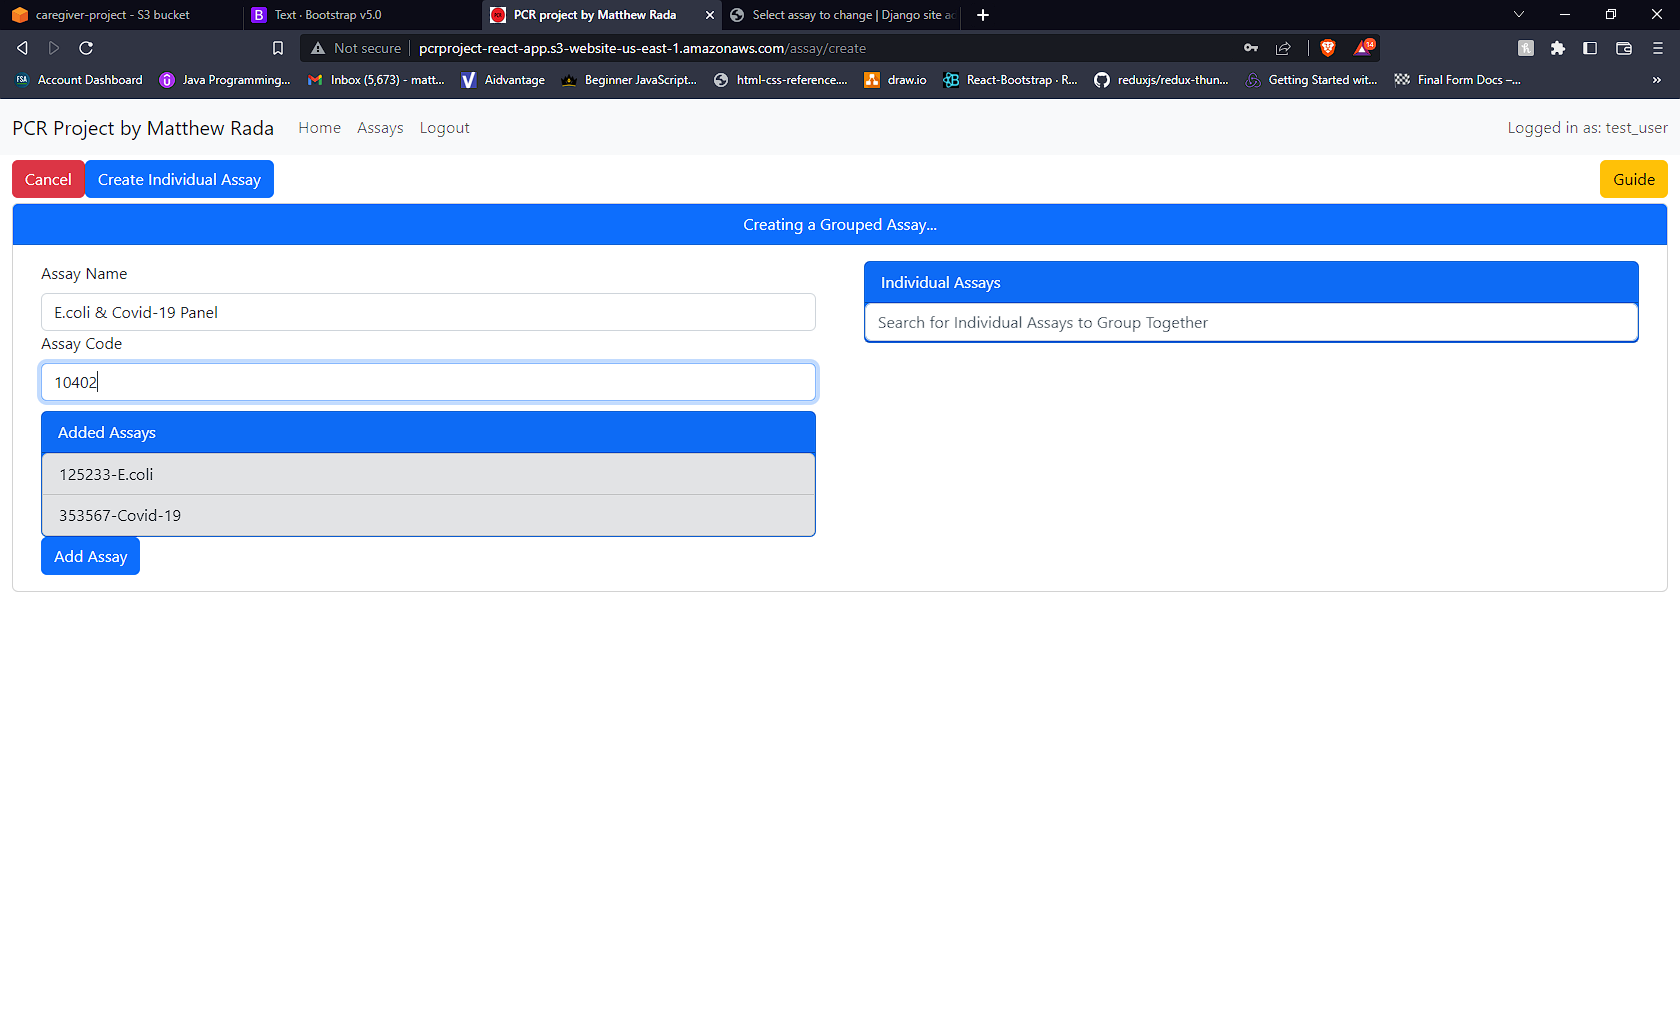 caregiver-project - S3 bucket
B Text · Bootstrap v5.0
PCR project by Matthew Rada
Select assay to change | Django site
Not secure
pcrproject-react-app.s3-website-us-east-1.amazonaws.com/assay/create
14
FSA Account Dashboard
Java Programming...
Inbox (5,673) - matt...
Aidvantage
Beginner JavaScript...
html-css-reference....
draw.io
React-Bootstrap · R...
reduxjs/redux-thun...
Getting Started wit...
Final Form Docs –...
»
PCR Project by Matthew Rada
Home
Assays
Logout
Logged in as: test_user
Cancel
Create Individual Assay
Guide
Creating a Grouped Assay...
Assay Name
E.coli & Covid-19 Panel
Assay Code
10402
Added Assays
125233-E.coli
353567-Covid-19
Add Assay
Individual Assays
Search for Individual Assays to Group Together